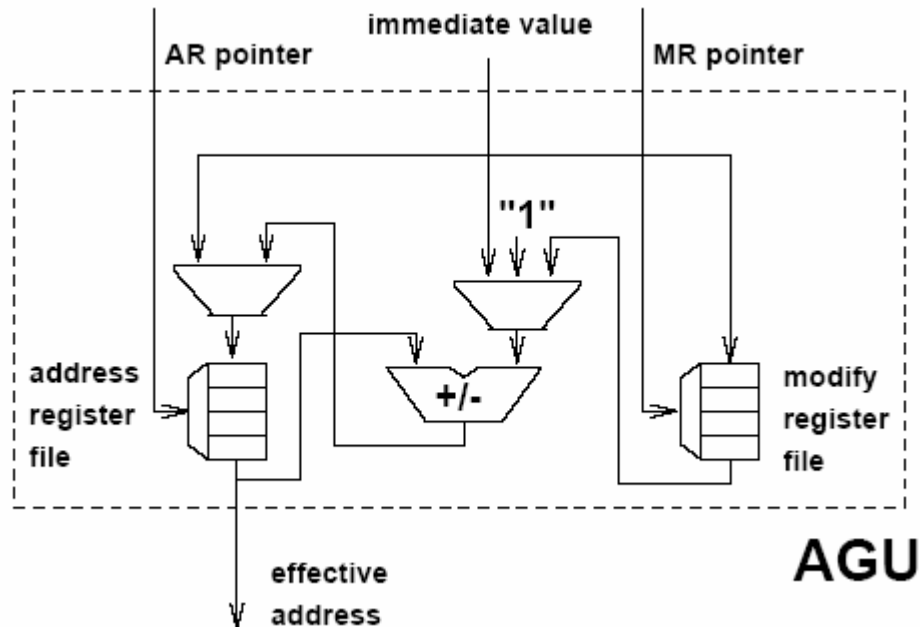 immediate value
AR pointer
MR pointer
"1"
address
register
file
+/-
modify
register
file
AGU
effective
address